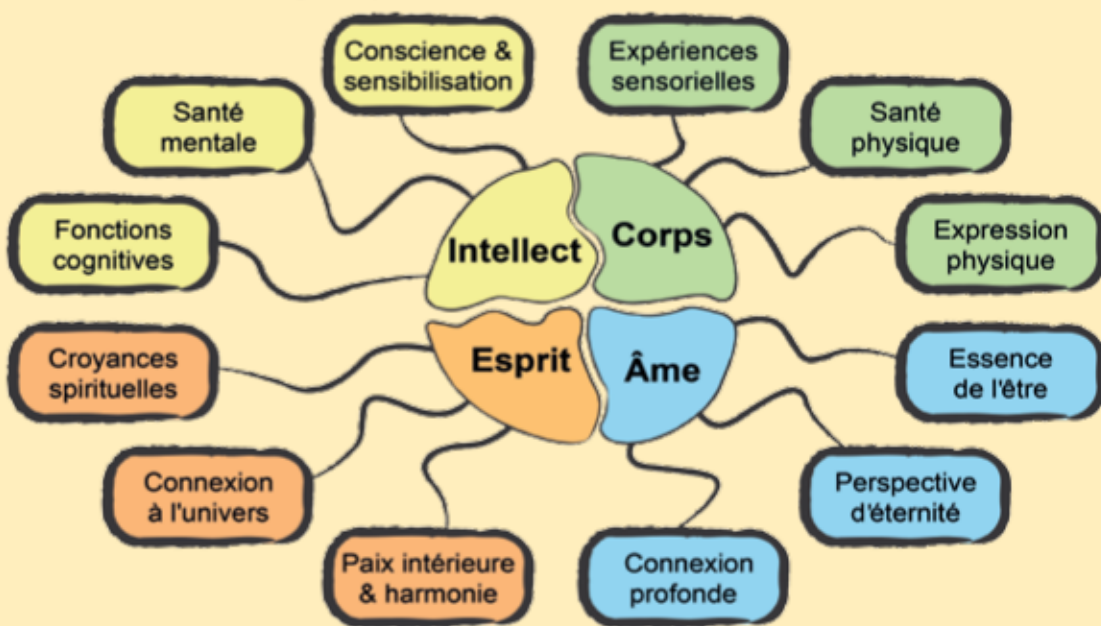 Conscience &
sensibilisation
Expériences
sensorielles
Santé
mentale
Santé
physique
Fonctions
cognitives
Intellect
Corps
Expression
physique
Croyances
spirituelles
Esprit
Âme
Essence
de l'être
Connexion
à l'univers
Perspective
d'éternité
Paix intérieure
& harmonie
Connexion
profonde